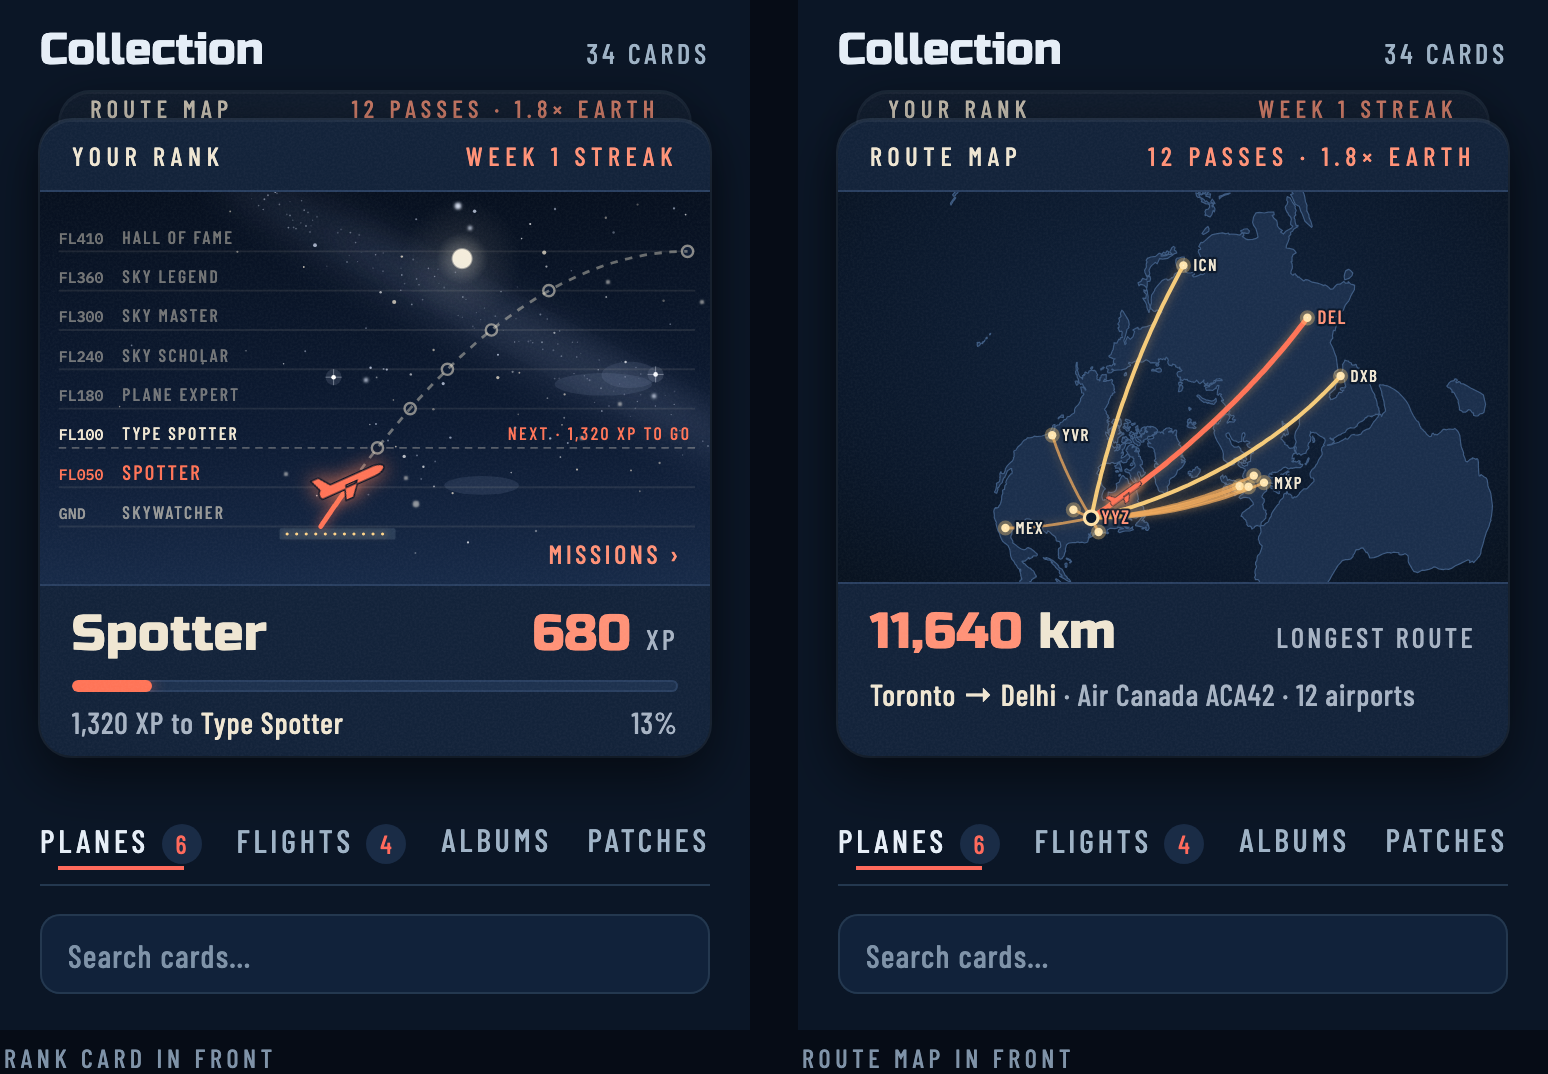 Collection
34 CARDS
ROUTE MAP 12 PASSES · 1.8× EARTH
YOUR RANK WEEK 1 STREAK
FL410 HALL OF FAME
FL360 SKY LEGEND
FL300 SKY MASTER
FL240 SKY SCHOLAR
FL180 PLANE EXPERT
FL100 TYPE SPOTTER NEXT · 1,320 XP TO GO
FL050 SPOTTER
GND SKYWATCHER
MISSIONS ›
Spotter 680 XP
1,320 XP to Type Spotter 13%
PLANES 6 FLIGHTS 4 ALBUMS PATCHES
Search cards...
RANK CARD IN FRONT
Collection
34 CARDS
YOUR RANK WEEK 1 STREAK
ROUTE MAP 12 PASSES · 1.8× EARTH
ICN
DEL
DXB
YVR
MXP
YYZ
MEX
11,640 km LONGEST ROUTE
Toronto → Delhi · Air Canada ACA42 · 12 airports
PLANES 6 FLIGHTS 4 ALBUMS PATCHES
Search cards...
ROUTE MAP IN FRONT